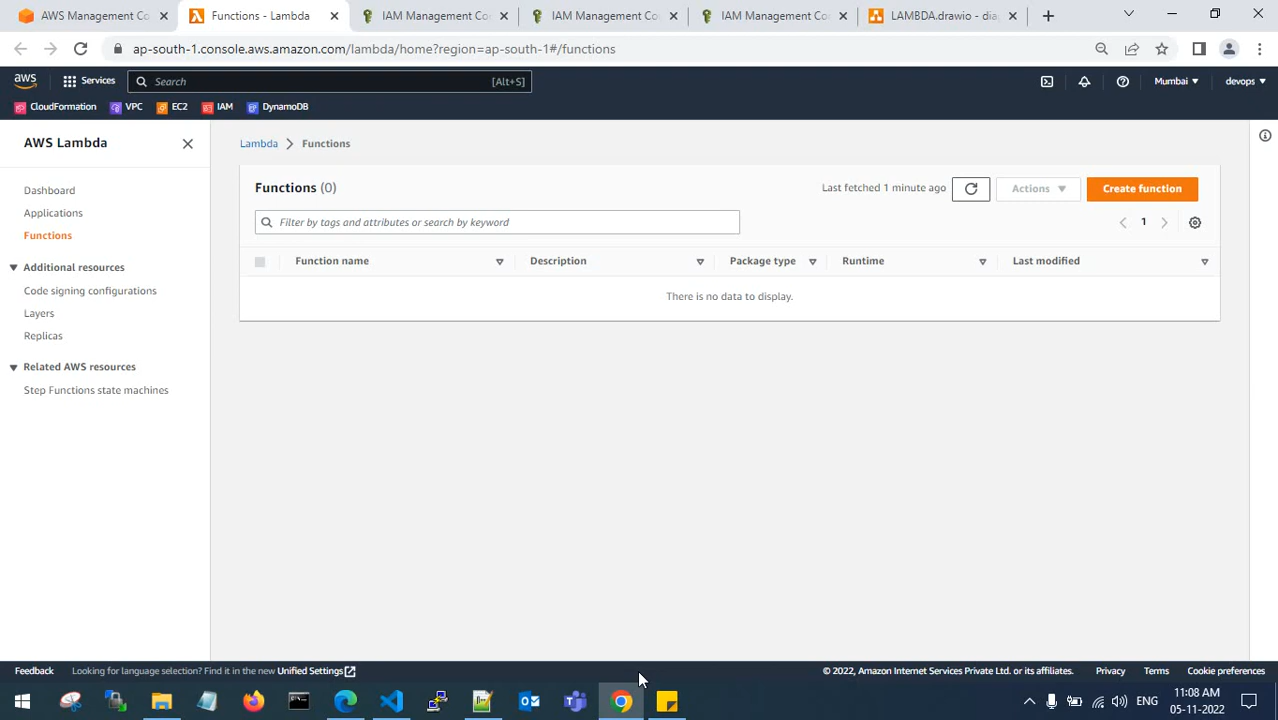 AWS Management Co
Functions - Lambda
IAM Management Co
IAM Management Co
IAM Management Co
LAMBDA.drawio - dia
ap-south-1.console.aws.amazon.com/lambda/home?region=ap-south-1#/functions
aws
Services
Search
[Alt+S]
Mumbai
devops
CloudFormation
VPC
EC2
IAM
DynamoDB
AWS Lambda
Dashboard
Applications
Functions
Additional resources
Code signing configurations
Layers
Replicas
Related AWS resources
Step Functions state machines
Lambda
Functions
Functions (0)
Last fetched 1 minute ago
Actions
Create function
Filter by tags and attributes or search by keyword
1
Function name
Description
Package type
Runtime
Last modified
There is no data to display.
Feedback
Looking for language selection? Find it in the new Unified Settings
© 2022, Amazon Internet Services Private Ltd. or its affiliates.
Privacy
Terms
Cookie preferences
ENG
11:08 AM
05-11-2022